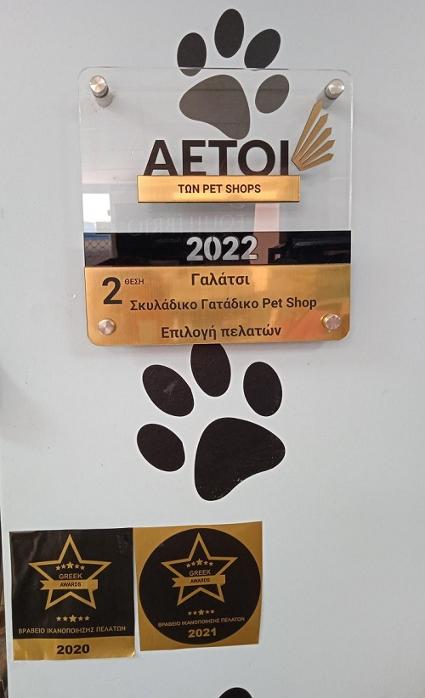 ΑΕΤΟΙ
ΤΩΝ PET SHOPS
2022
2 ΘΕΣΗ
Γαλάτσι
Σκυλάδικο Γατάδικο Pet Shop
Επιλογή πελατών
GREEK
AWARDS
ΒΡΑΒΕΙΟ ΙΚΑΝΟΠΟΙΗΣΗΣ ΠΕΛΑΤΩΝ
2020
GREEK
AWARDS
ΒΡΑΒΕΙΟ ΙΚΑΝΟΠΟΙΗΣΗΣ ΠΕΛΑΤΩΝ
2021